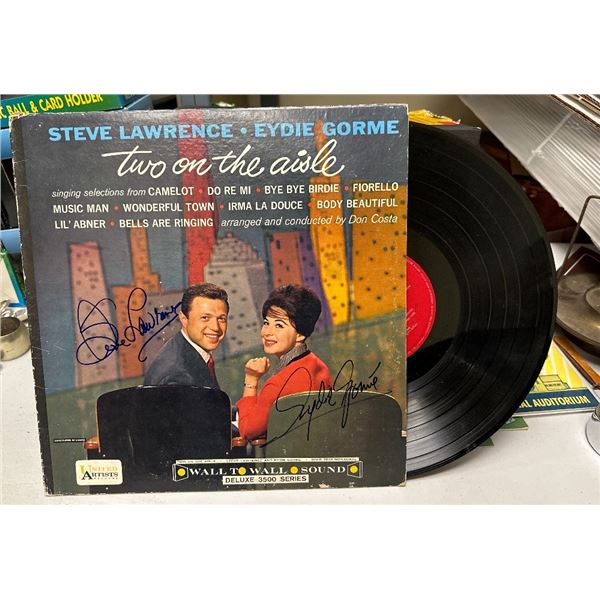 BALL & CARD HOLDER
STEVE LAWRENCE • EYDIE GORME
two on the aisle
singing selections from CAMELOT • DO RE MI • BYE BYE BIRDIE • FIORELLO
MUSIC MAN • WONDERFUL TOWN • IRMA LA DOUCE • BODY BEAUTIFUL
LIL' ABNER • BELLS ARE RINGING arranged and conducted by Don Costa
Steve Lawrence
Eydie Gormé
UNITED
ARTISTS
WALL TO WALL SOUND
DELUXE 3500 SERIES
AUDITORIUM